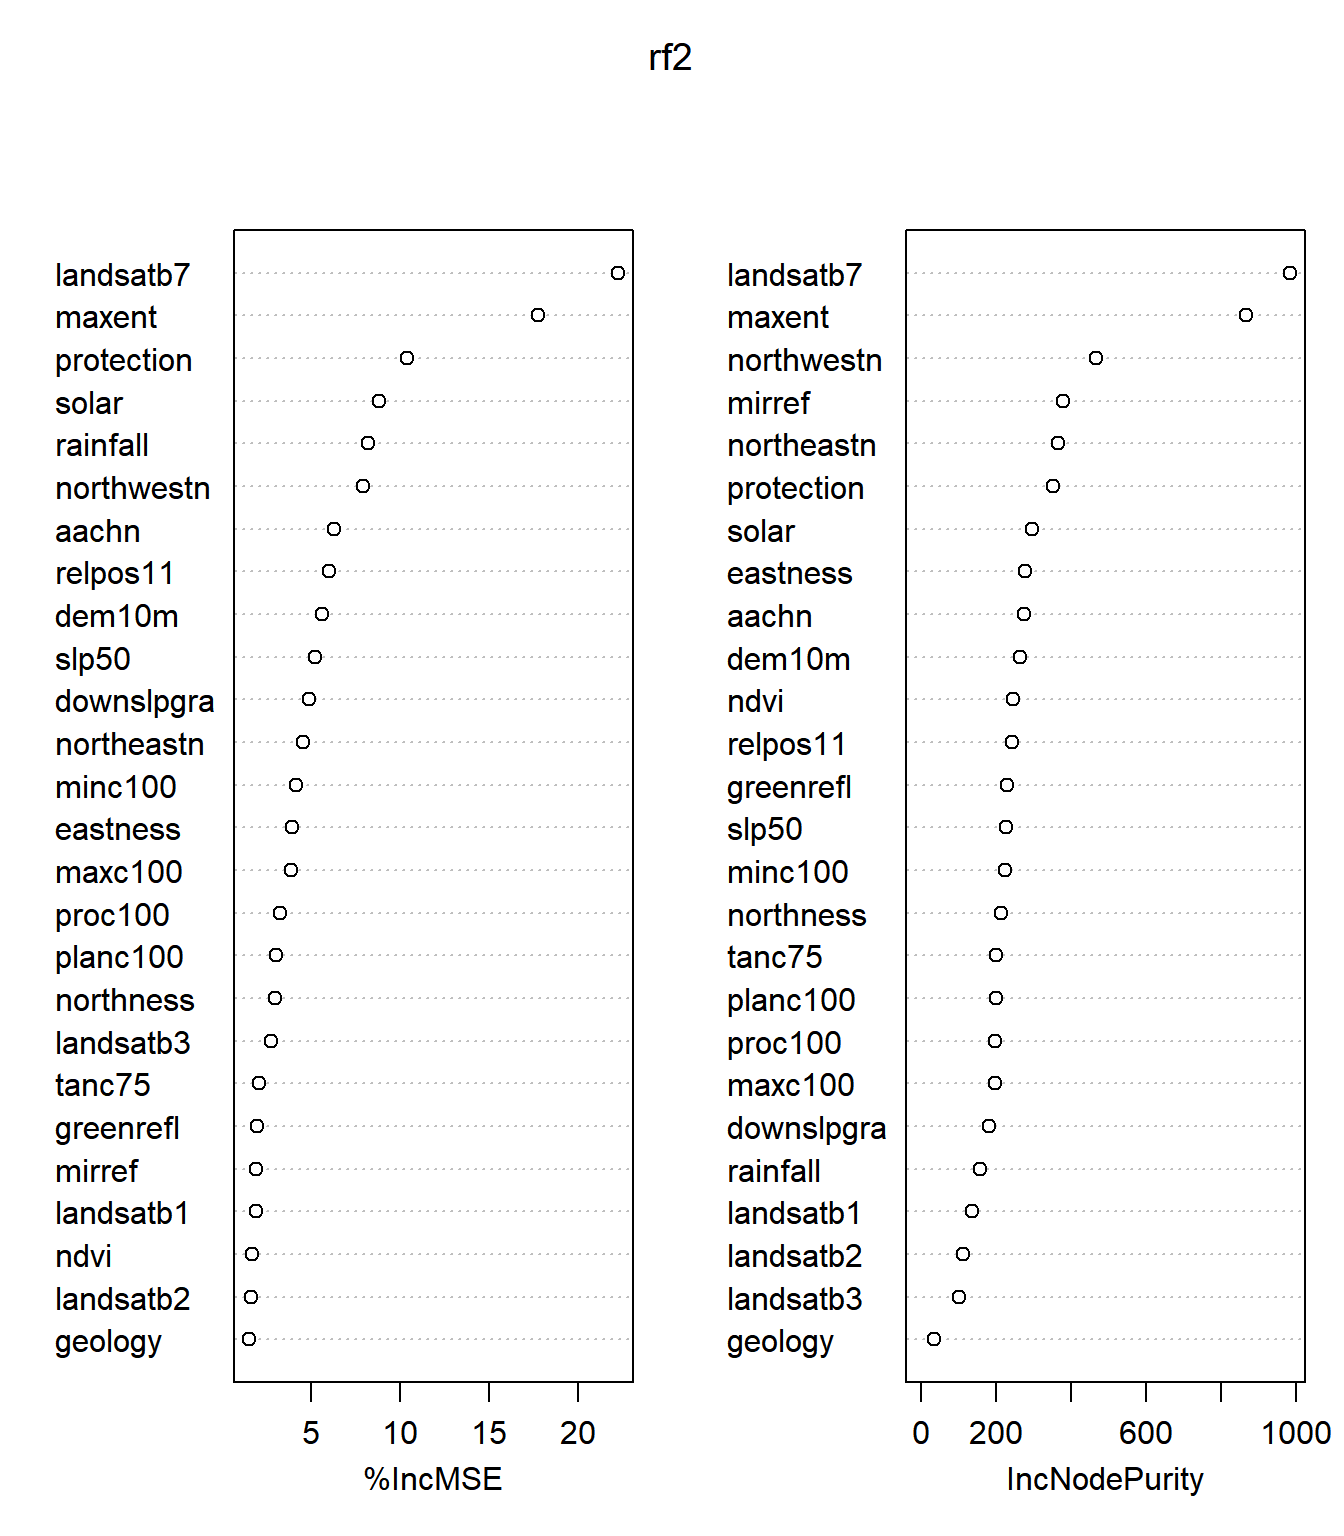 rf2
landsatb7
maxent
protection
solar
rainfall
northwestn
aachn
relpos11
dem10m
slp50
downslpgra
northeastn
minc100
eastness
maxc100
proc100
planc100
northness
landsatb3
tanc75
greenrefl
mirref
landsatb1
ndvi
landsatb2
geology
5 10 15 20
%IncMSE
landsatb7
maxent
northwestn
mirref
northeastn
protection
solar
eastness
aachn
dem10m
ndvi
relpos11
greenrefl
slp50
minc100
northness
tanc75
planc100
proc100
maxc100
downslpgra
rainfall
landsatb1
landsatb2
landsatb3
geology
0 200 600 1000
IncNodePurity